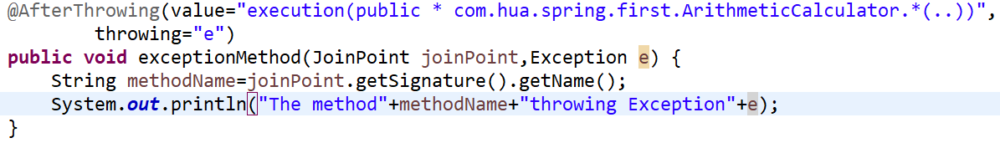 @AfterThrowing(value="execution(public * com.hua.spring.first.ArithmeticCalculator.*(..))",
throwing="e")
public void exceptionMethod(JoinPoint joinPoint,Exception e) {
String methodName=joinPoint.getSignature().getName();
System.out.println("The method"+methodName+"throwing Exception"+e);
}